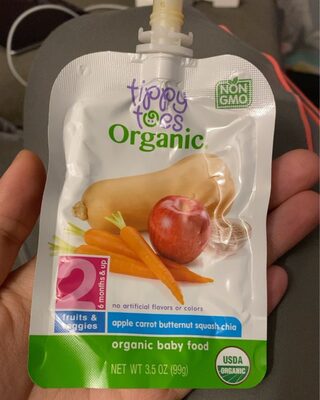 tippy
toes
Organic
NON
GMO
2
6 months & up
no artificial flavors or colors
fruits &
veggies
apple carrot butternut squash chia
organic baby food
NET WT 3.5 OZ (99g)
USDA
ORGANIC